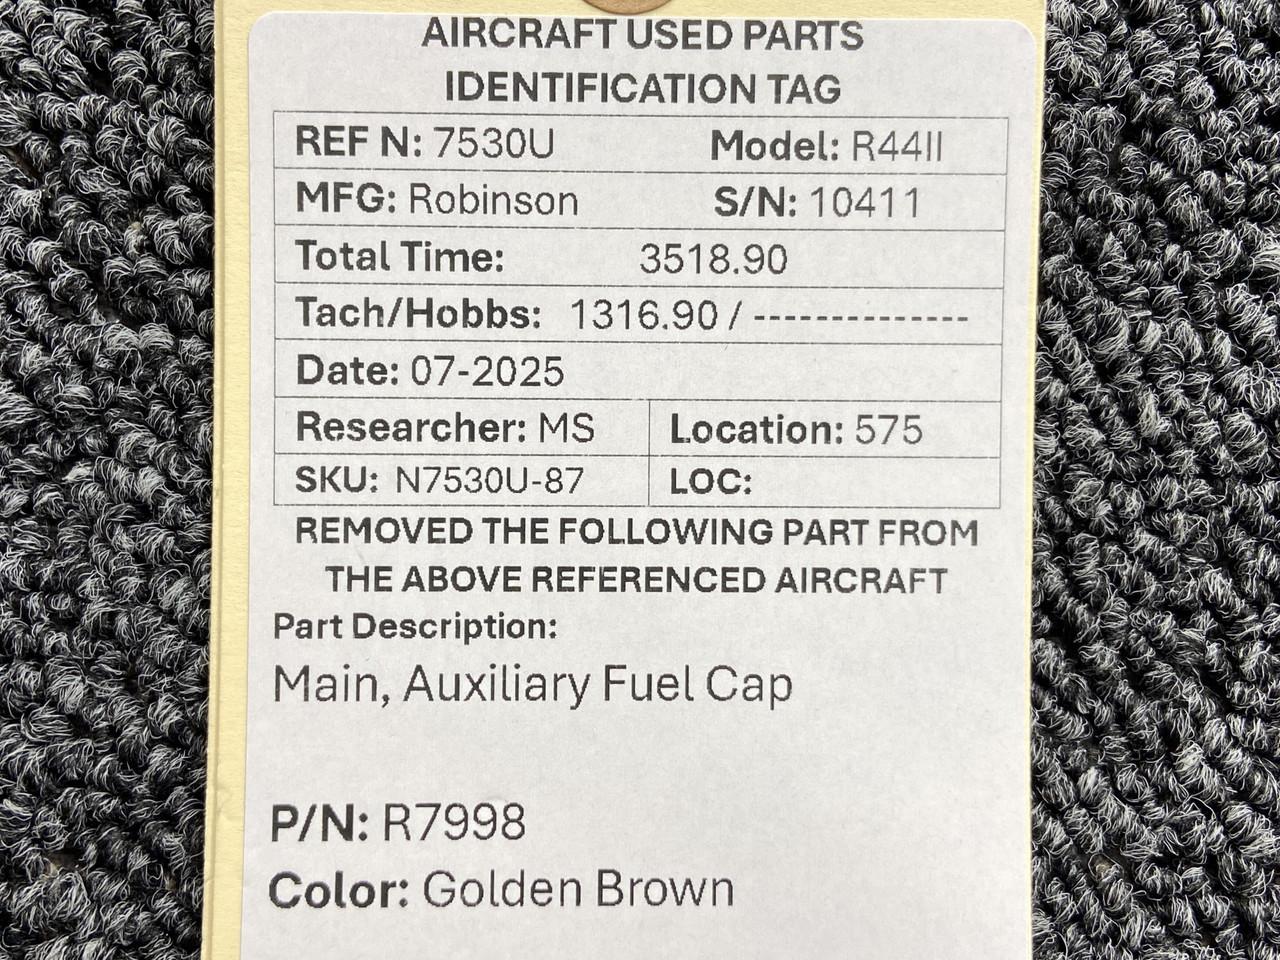 AIRCRAFT USED PARTS
IDENTIFICATION TAG
REF N: 7530U Model: R44II
MFG: Robinson S/N: 10411
Total Time: 3518.90
Tach/Hobbs: 1316.90 / --------------
Date: 07-2025
Researcher: MS Location: 575
SKU: N7530U-87 LOC:
REMOVED THE FOLLOWING PART FROM
THE ABOVE REFERENCED AIRCRAFT
Part Description:
Main, Auxiliary Fuel Cap
P/N: R7998
Color: Golden Brown